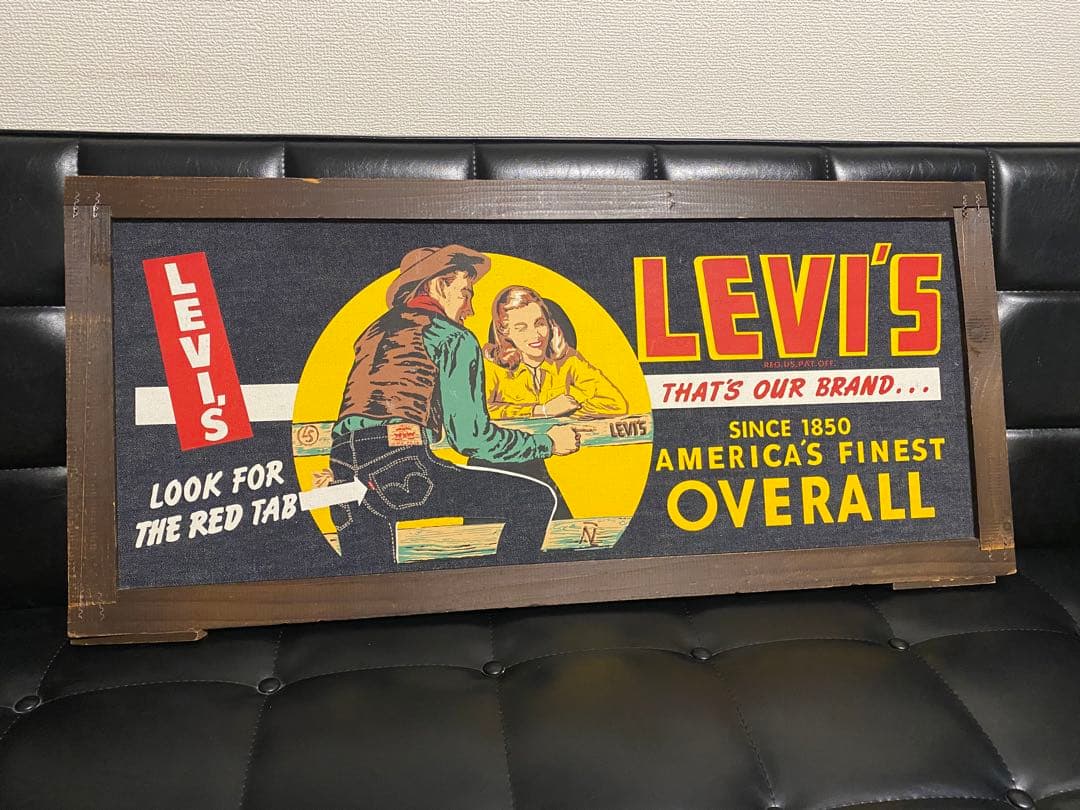 LEVI'S
LOOK FOR
THE RED TAB
LEVI'S
LEVI'S
REG.U.S.PAT.OFF.
THAT'S OUR BRAND...
SINCE 1850
AMERICA'S FINEST
OVERALL